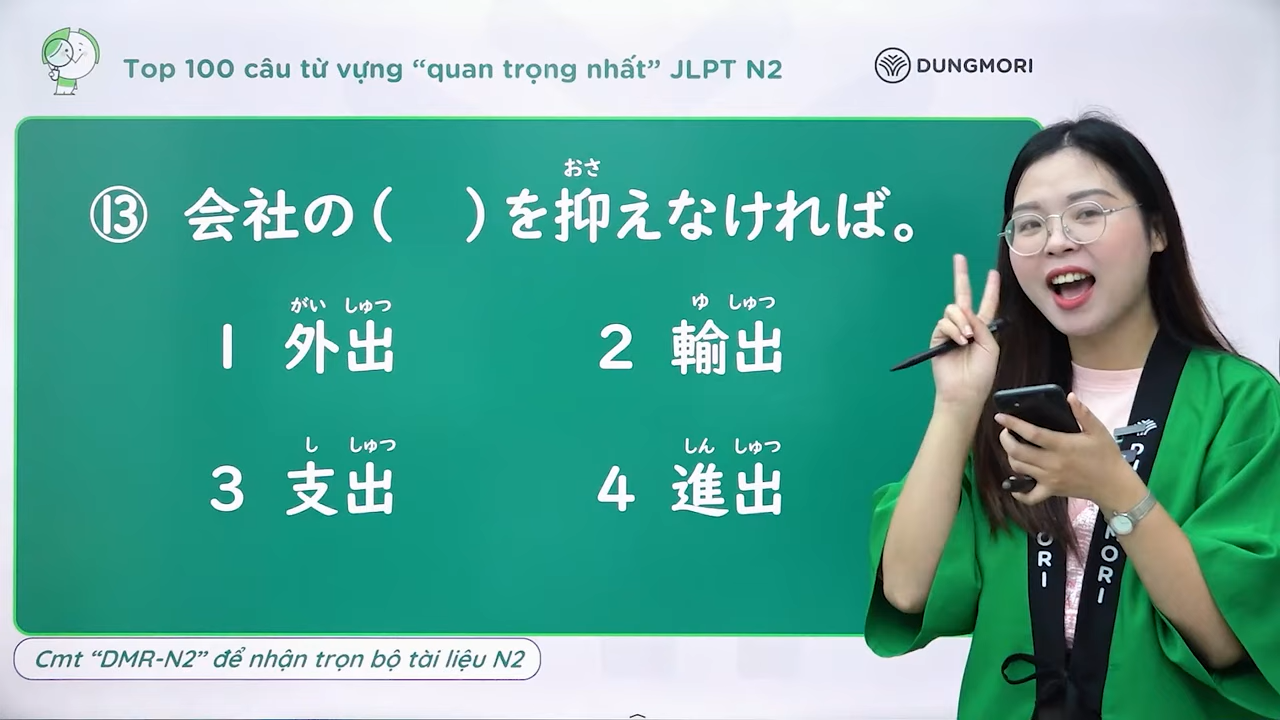 Top 100 câu từ vựng “quan trọng nhất” JLPT N2
DUNGMORI
おさ
⑬ 会社の(　)を抑えなければ。
がい しゅつ
1 外出
ゆ しゅつ
2 輸出
し しゅつ
3 支出
しん しゅつ
4 進出
Cmt “DMR-N2” để nhận trọn bộ tài liệu N2
ORI
MORI